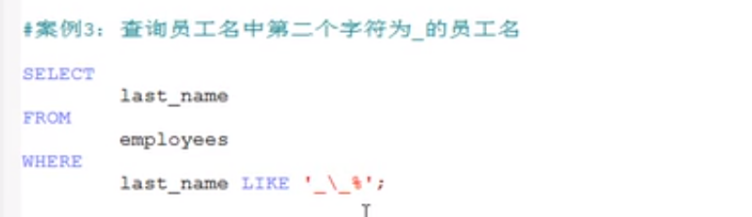 #案例3：查询员工名中第二个字符为_的员工名
SELECT
last_name
FROM
employees
WHERE
last_name LIKE '_\_%';